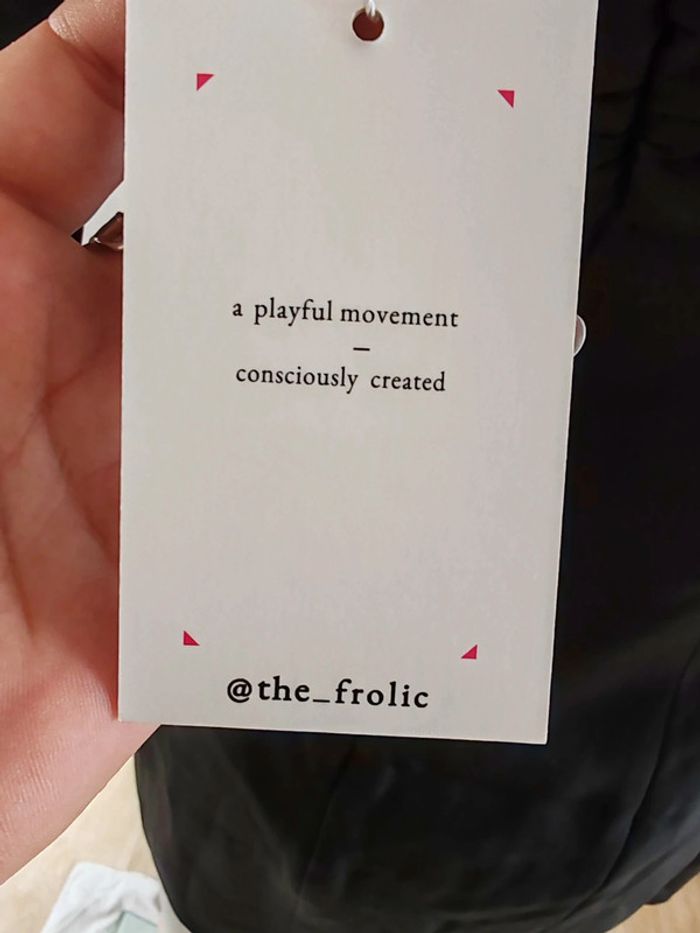 a playful movement
–
consciously created
@the_frolic